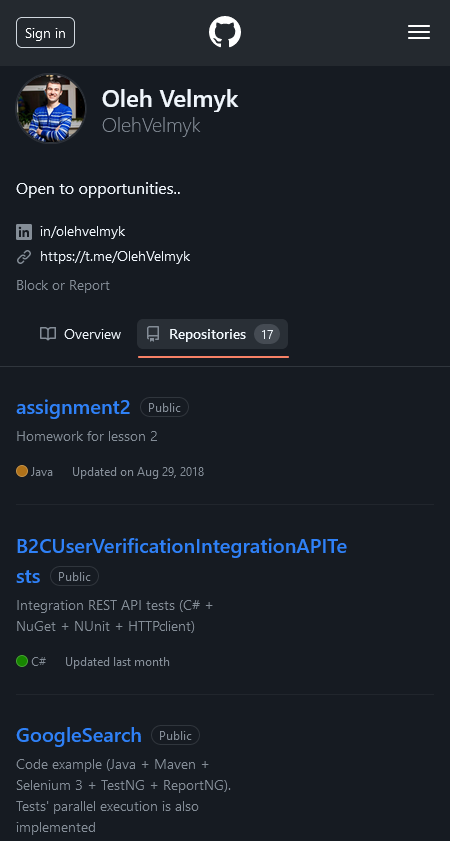 Sign in
Oleh Velmyk
OlehVelmyk
Open to opportunities..
in/olehvelmyk
https://t.me/OlehVelmyk
Block or Report
Overview Repositories 17
assignment2 Public
Homework for lesson 2
Java Updated on Aug 29, 2018
B2CUserVerificationIntegrationAPITe
sts Public
Integration REST API tests (C# +
NuGet + NUnit + HTTPclient)
C# Updated last month
GoogleSearch Public
Code example (Java + Maven +
Selenium 3 + TestNG + ReportNG).
Tests' parallel execution is also
implemented